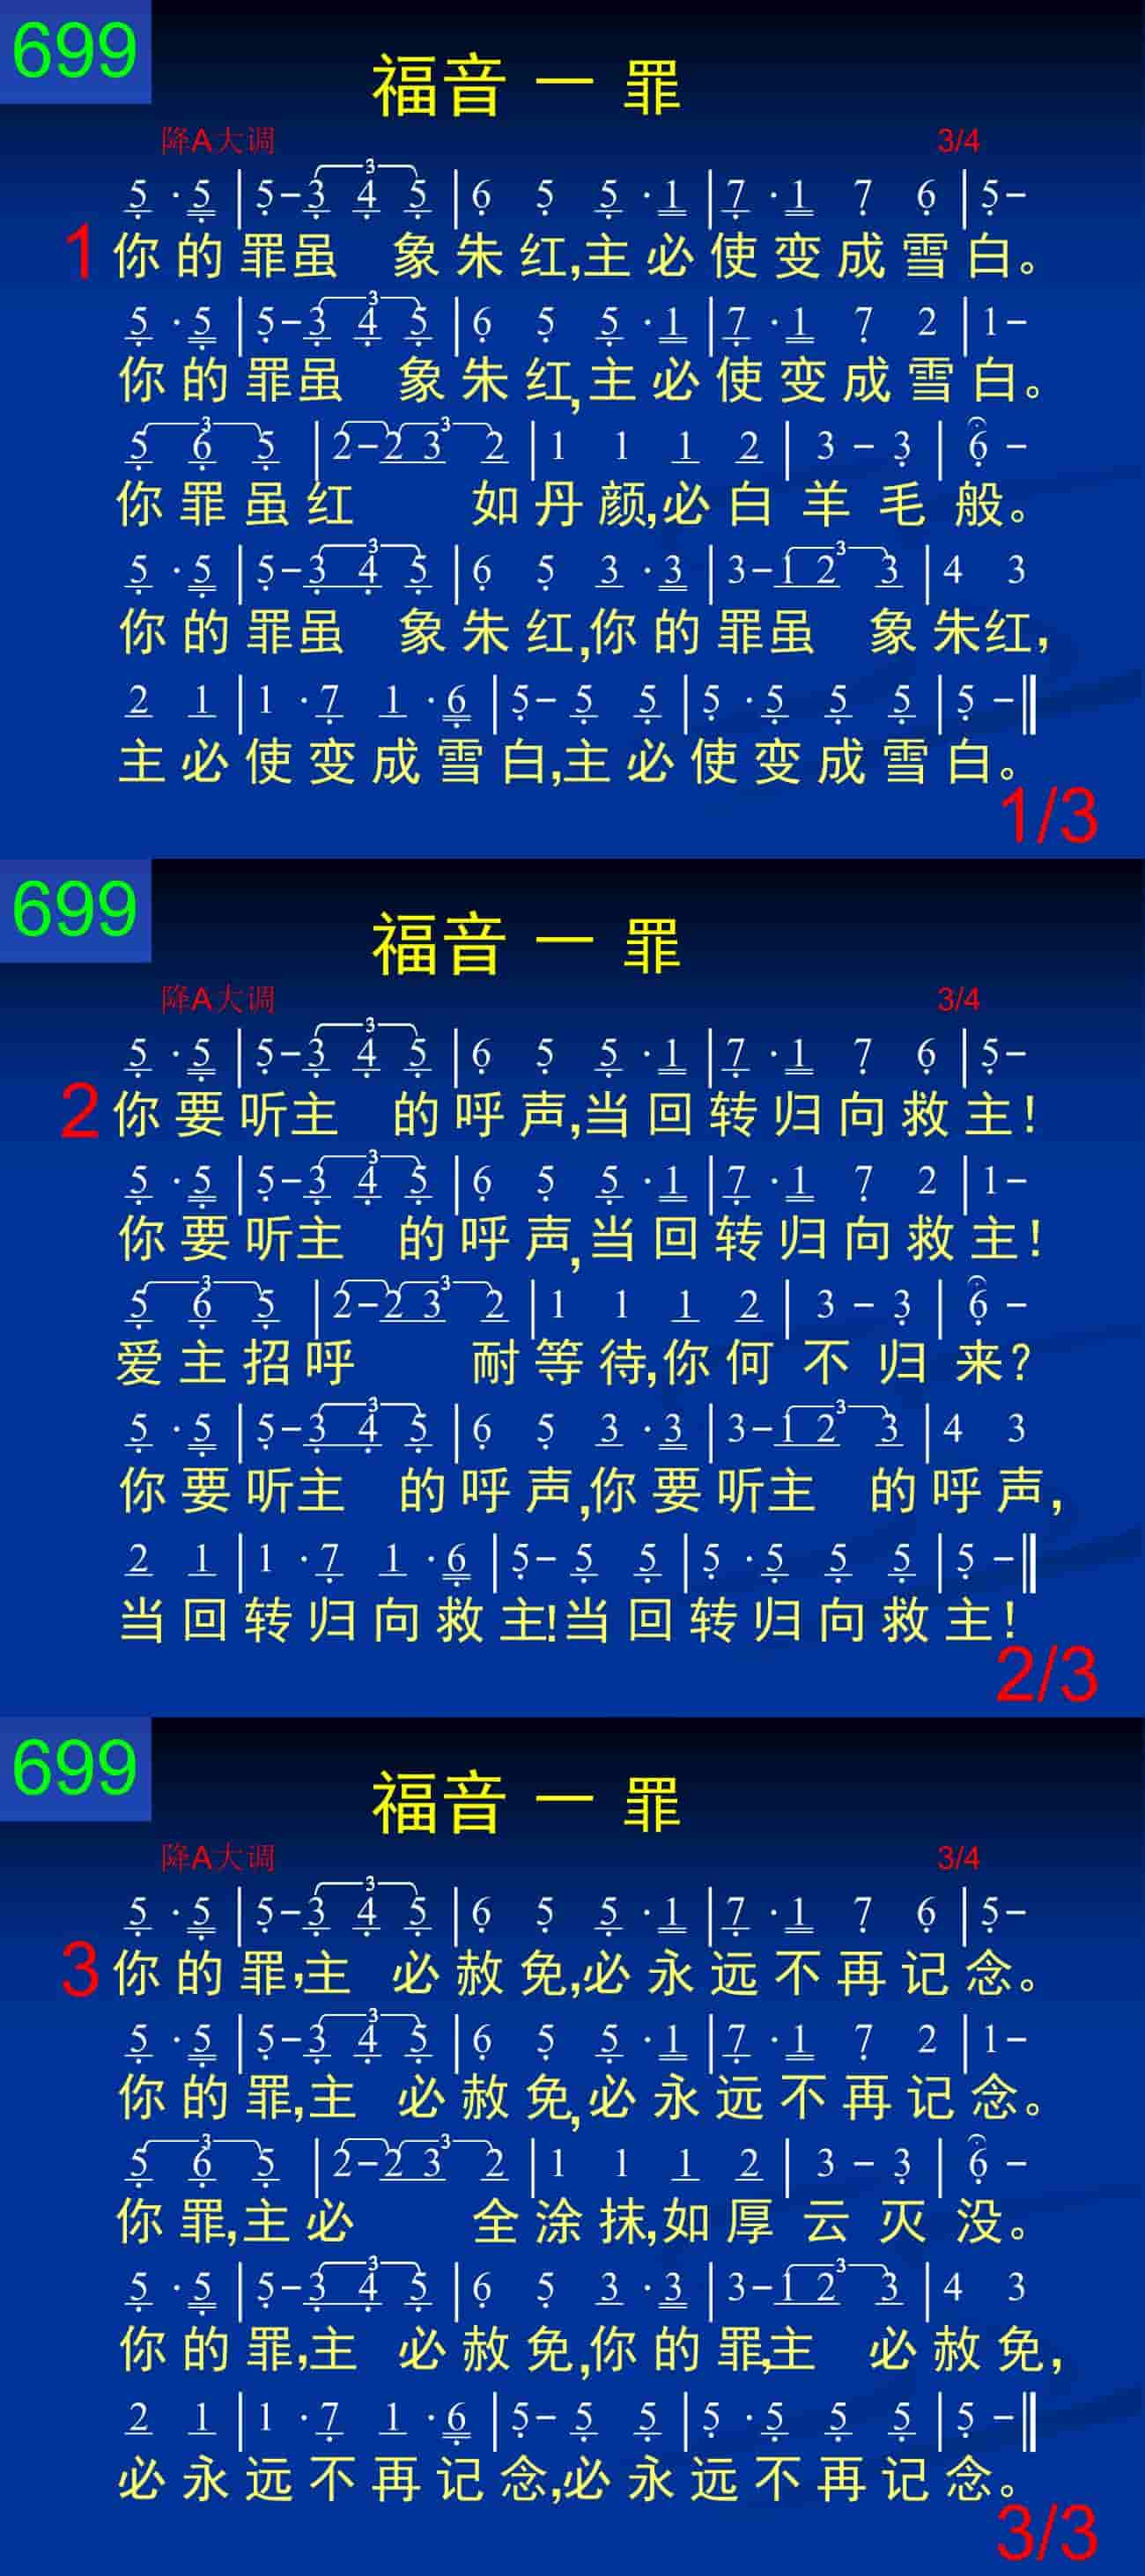 699
福音 一 罪
降A大调 3/4
5 · 5 | 5 - 3 4 5 | 6 5 5 · 1 | 7 · 1 7 6 | 5 -
1 你的罪虽 象朱红,主必使变成雪白。
5 · 5 | 5 - 3 4 5 | 6 5 5 · 1 | 7 · 1 7 2 | 1 -
你的罪虽 象朱红,主必使变成雪白。
5 6 5 | 2 - 2 3 2 | 1 1 1 2 | 3 - 3 | 6 -
你罪虽红 如丹颜,必白羊毛般。
5 · 5 | 5 - 3 4 5 | 6 5 3 · 3 | 3 - 1 2 3 | 4 3
你的罪虽 象朱红,你的罪虽 象朱红,
2 1 | 1 · 7 1 · 6 | 5 - 5 5 | 5 · 5 5 5 | 5 - ‖
主必使变成雪白,主必使变成雪白。
1/3
699
福音 一 罪
降A大调 3/4
5 · 5 | 5 - 3 4 5 | 6 5 5 · 1 | 7 · 1 7 6 | 5 -
2 你要听主 的呼声,当回转归向救主!
5 · 5 | 5 - 3 4 5 | 6 5 5 · 1 | 7 · 1 7 2 | 1 -
你要听主 的呼声,当回转归向救主!
5 6 5 | 2 - 2 3 2 | 1 1 1 2 | 3 - 3 | 6 -
爱主招呼 耐等待,你何不归来?
5 · 5 | 5 - 3 4 5 | 6 5 3 · 3 | 3 - 1 2 3 | 4 3
你要听主 的呼声,你要听主 的呼声,
2 1 | 1 · 7 1 · 6 | 5 - 5 5 | 5 · 5 5 5 | 5 - ‖
当回转归向救主!当回转归向救主!
2/3
699
福音 一 罪
降A大调 3/4
5 · 5 | 5 - 3 4 5 | 6 5 5 · 1 | 7 · 1 7 6 | 5 -
3 你的罪,主 必赦免,必永远不再记念。
5 · 5 | 5 - 3 4 5 | 6 5 5 · 1 | 7 · 1 7 2 | 1 -
你的罪,主 必赦免,必永远不再记念。
5 6 5 | 2 - 2 3 2 | 1 1 1 2 | 3 - 3 | 6 -
你罪,主必 全涂抹,如厚云灭没。
5 · 5 | 5 - 3 4 5 | 6 5 3 · 3 | 3 - 1 2 3 | 4 3
你的罪,主 必赦免,你的罪,主 必赦免,
2 1 | 1 · 7 1 · 6 | 5 - 5 5 | 5 · 5 5 5 | 5 - ‖
必永远不再记念,必永远不再记念。
3/3